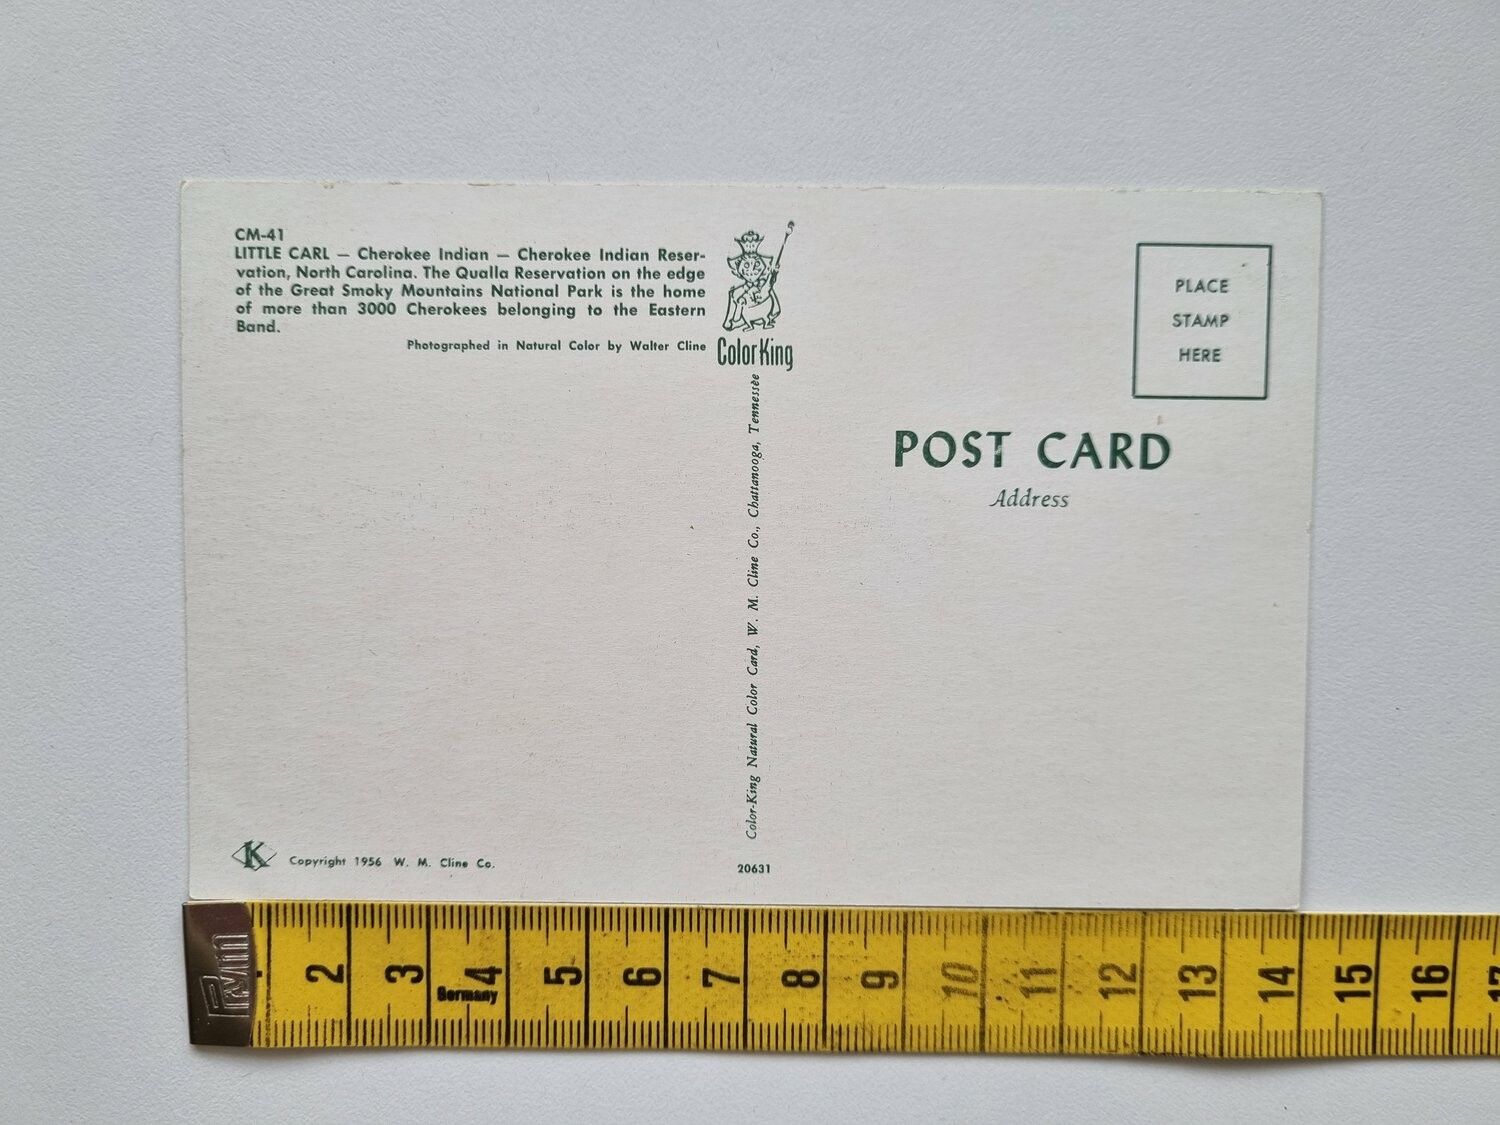 CM-41
LITTLE CARL — Cherokee Indian — Cherokee Indian Reser-
vation, North Carolina. The Qualla Reservation on the edge
of the Great Smoky Mountains National Park is the home
of more than 3000 Cherokees belonging to the Eastern
Band.
Photographed in Natural Color by Walter Cline
ColorKing
Color-King Natural Color Card, W. M. Cline Co., Chattanooga, Tennessee
PLACE
STAMP
HERE
POST CARD
Address
K
Copyright 1956 W. M. Cline Co.
20631
2 3 4 5 6 7 8 9 10 11 12 13 14 15 16 17
Germany